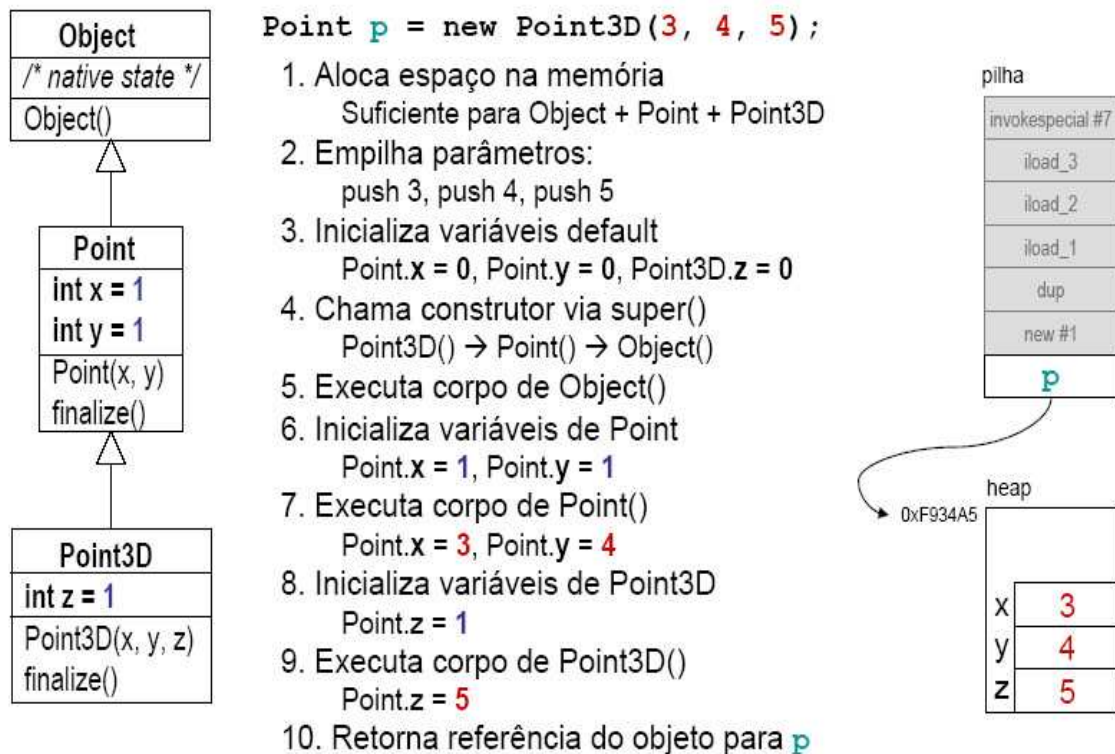 Object
/* native state */
Object()
Point
int x = 1
int y = 1
Point(x, y)
finalize()
Point3D
int z = 1
Point3D(x, y, z)
finalize()
Point p = new Point3D(3, 4, 5);
1. Aloca espaço na memória
Suficiente para Object + Point + Point3D
2. Empilha parâmetros:
push 3, push 4, push 5
3. Inicializa variáveis default
Point.x = 0, Point.y = 0, Point3D.z = 0
4. Chama construtor via super()
Point3D() → Point() → Object()
5. Executa corpo de Object()
6. Inicializa variáveis de Point
Point.x = 1, Point.y = 1
7. Executa corpo de Point()
Point.x = 3, Point.y = 4
8. Inicializa variáveis de Point3D
Point.z = 1
9. Executa corpo de Point3D()
Point.z = 5
10. Retorna referência do objeto para p
pilha
invokespecial #7
iload_3
iload_2
iload_1
dup
new #1
p
heap
0xF934A5
x 3
y 4
z 5